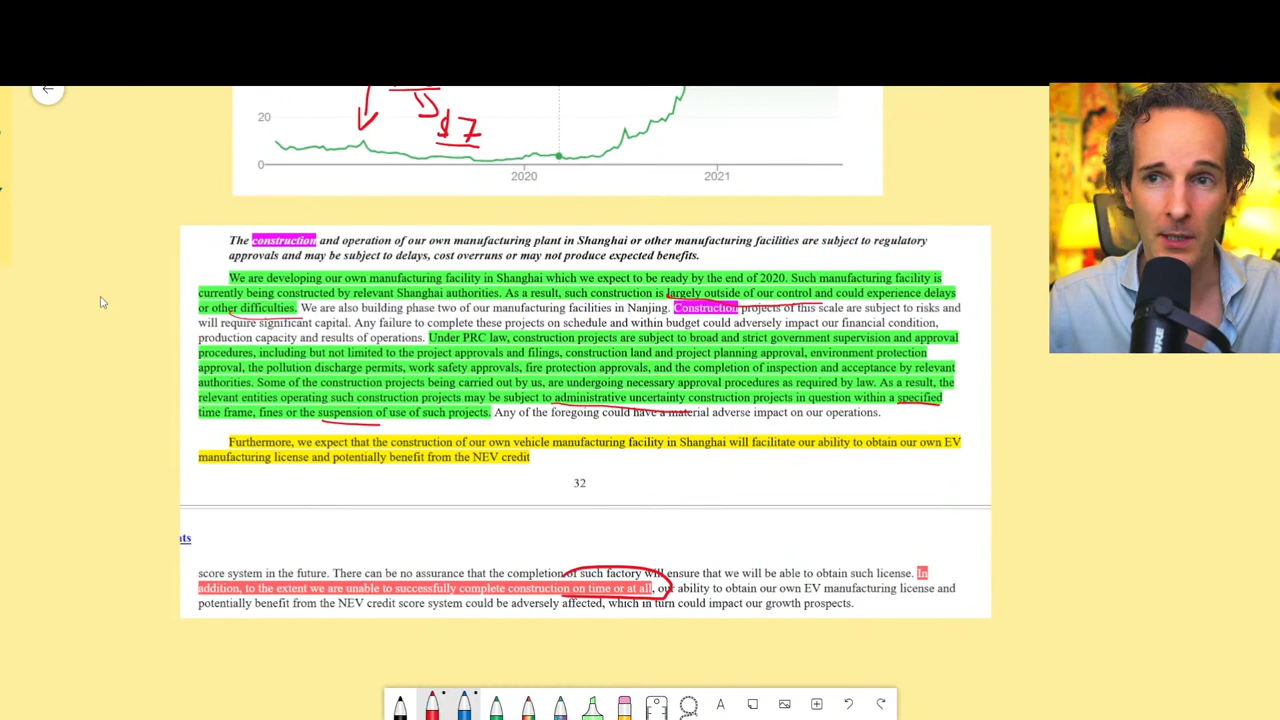 20
$7
0
2020
2021
The construction and operation of our own manufacturing plant in Shanghai or other manufacturing facilities are subject to regulatory
approvals and may be subject to delays, cost overruns or may not produce expected benefits.
We are developing our own manufacturing facility in Shanghai which we expect to be ready by the end of 2020. Such manufacturing facility is
currently being constructed by relevant Shanghai authorities. As a result, such construction is largely outside of our control and could experience delays
or other difficulties. We are also building phase two of our manufacturing facilities in Nanjing. Construction projects of this scale are subject to risks and
will require significant capital. Any failure to complete these projects on schedule and within budget could adversely impact our financial condition,
production capacity and results of operations. Under PRC law, construction projects are subject to broad and strict government supervision and approval
procedures, including but not limited to the project approvals and filings, construction land and project planning approval, environment protection
approval, the pollution discharge permits, work safety approvals, fire protection approvals, and the completion of inspection and acceptance by relevant
authorities. Some of the construction projects being carried out by us, are undergoing necessary approval procedures as required by law. As a result, the
relevant entities operating such construction projects may be subject to administrative uncertainty construction projects in question within a specified
time frame, fines or the suspension of use of such projects. Any of the foregoing could have a material adverse impact on our operations.
Furthermore, we expect that the construction of our own vehicle manufacturing facility in Shanghai will facilitate our ability to obtain our own EV
manufacturing license and potentially benefit from the NEV credit
32
nts
score system in the future. There can be no assurance that the completion of such factory will ensure that we will be able to obtain such license. In
addition, to the extent we are unable to successfully complete construction on time or at all, our ability to obtain our own EV manufacturing license and
potentially benefit from the NEV credit score system could be adversely affected, which in turn could impact our growth prospects.
A